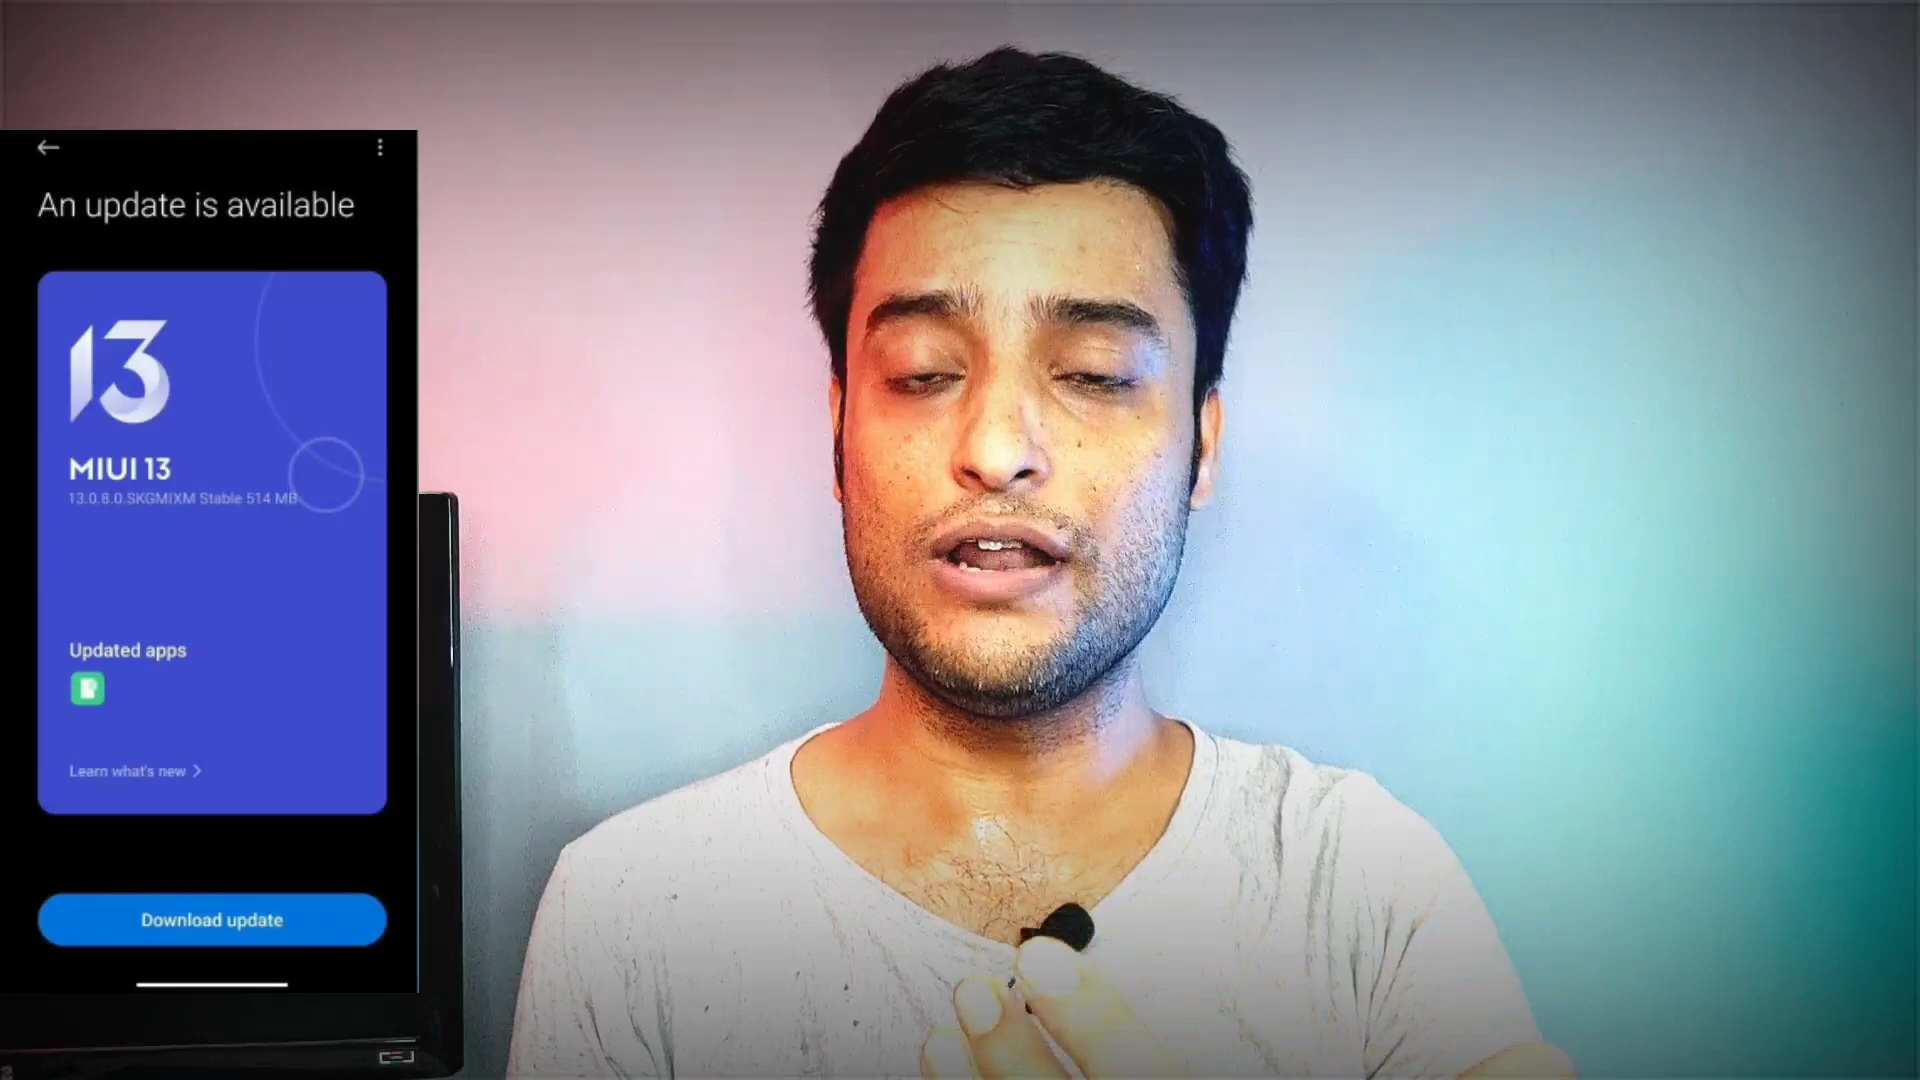 An update is available
13
MIUI 13
13.0.8.0.SKGMIXM Stable 514 MB
Updated apps
Learn what's new
Download update